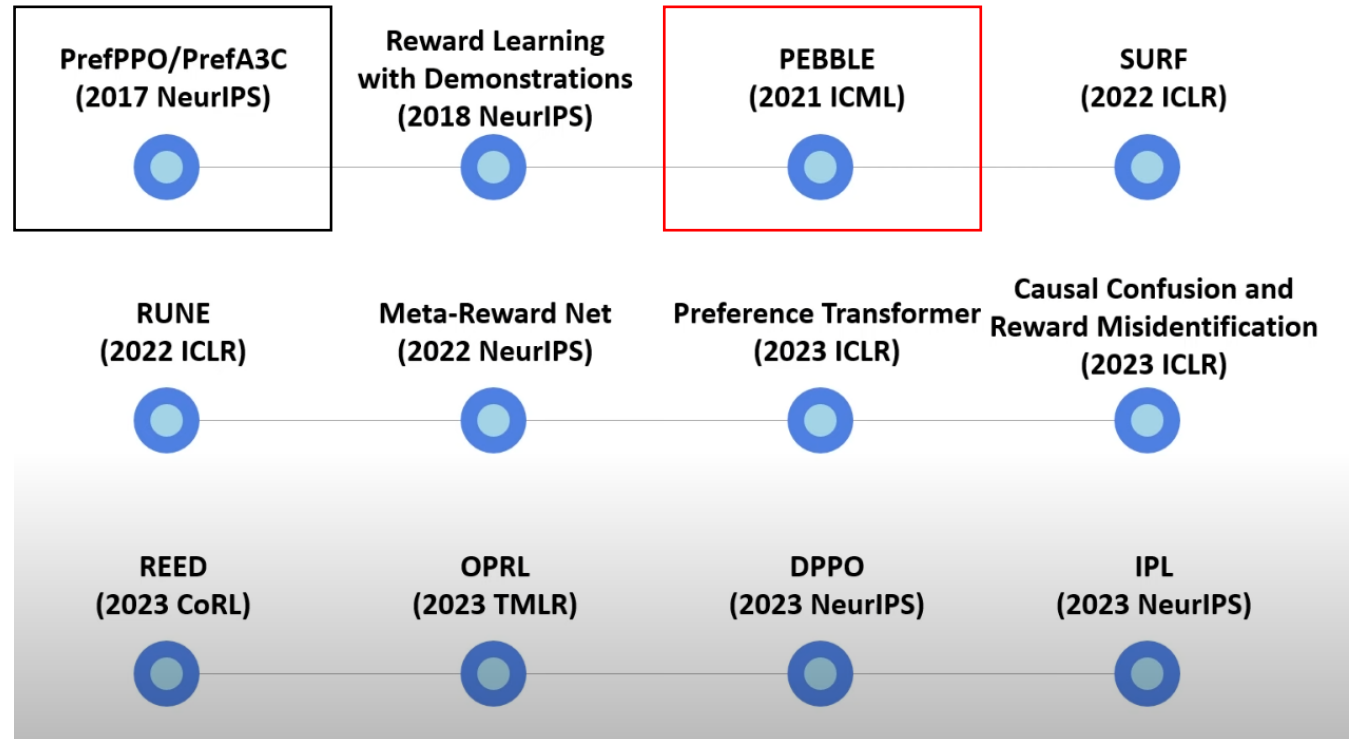 PrefPPO/PrefA3C
(2017 NeurIPS)
Reward Learning
with Demonstrations
(2018 NeurIPS)
PEBBLE
(2021 ICML)
SURF
(2022 ICLR)
RUNE
(2022 ICLR)
Meta-Reward Net
(2022 NeurIPS)
Preference Transformer
(2023 ICLR)
Causal Confusion and
Reward Misidentification
(2023 ICLR)
REED
(2023 CoRL)
OPRL
(2023 TMLR)
DPPO
(2023 NeurIPS)
IPL
(2023 NeurIPS)